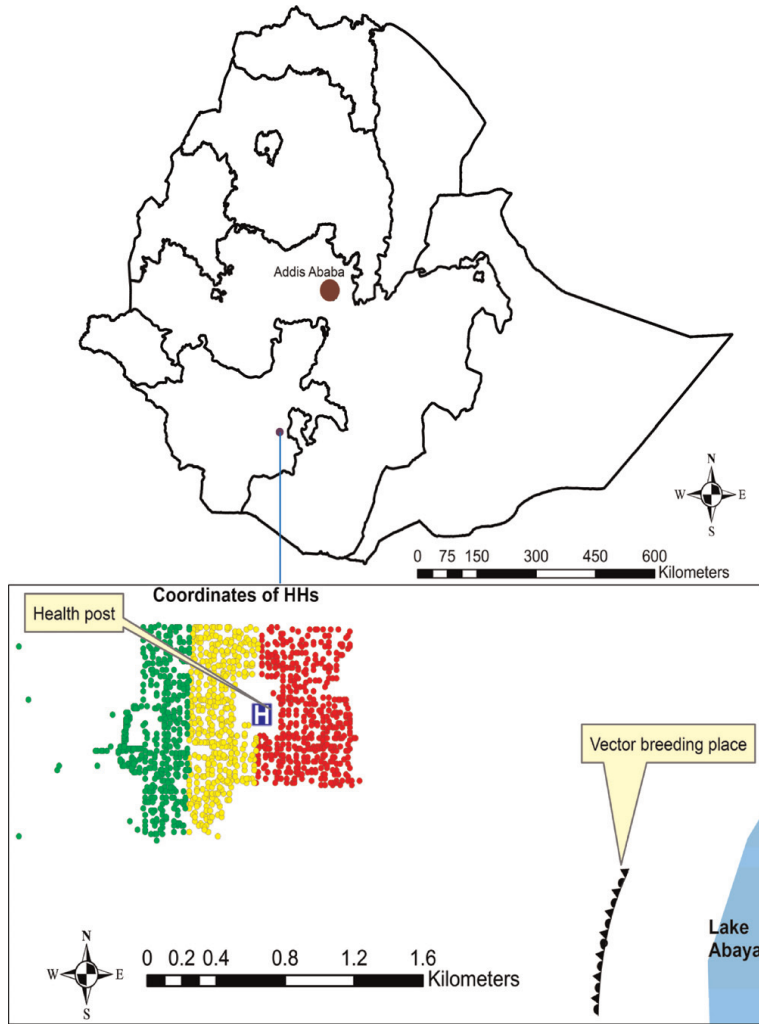 Addis Ababa
N
W E
S
0 75 150 300 450 600
Kilometers
Coordinates of HHs
Health post
H
Vector breeding place
Lake
Abaya
N
W E
S
0 0.2 0.4 0.8 1.2 1.6
Kilometers